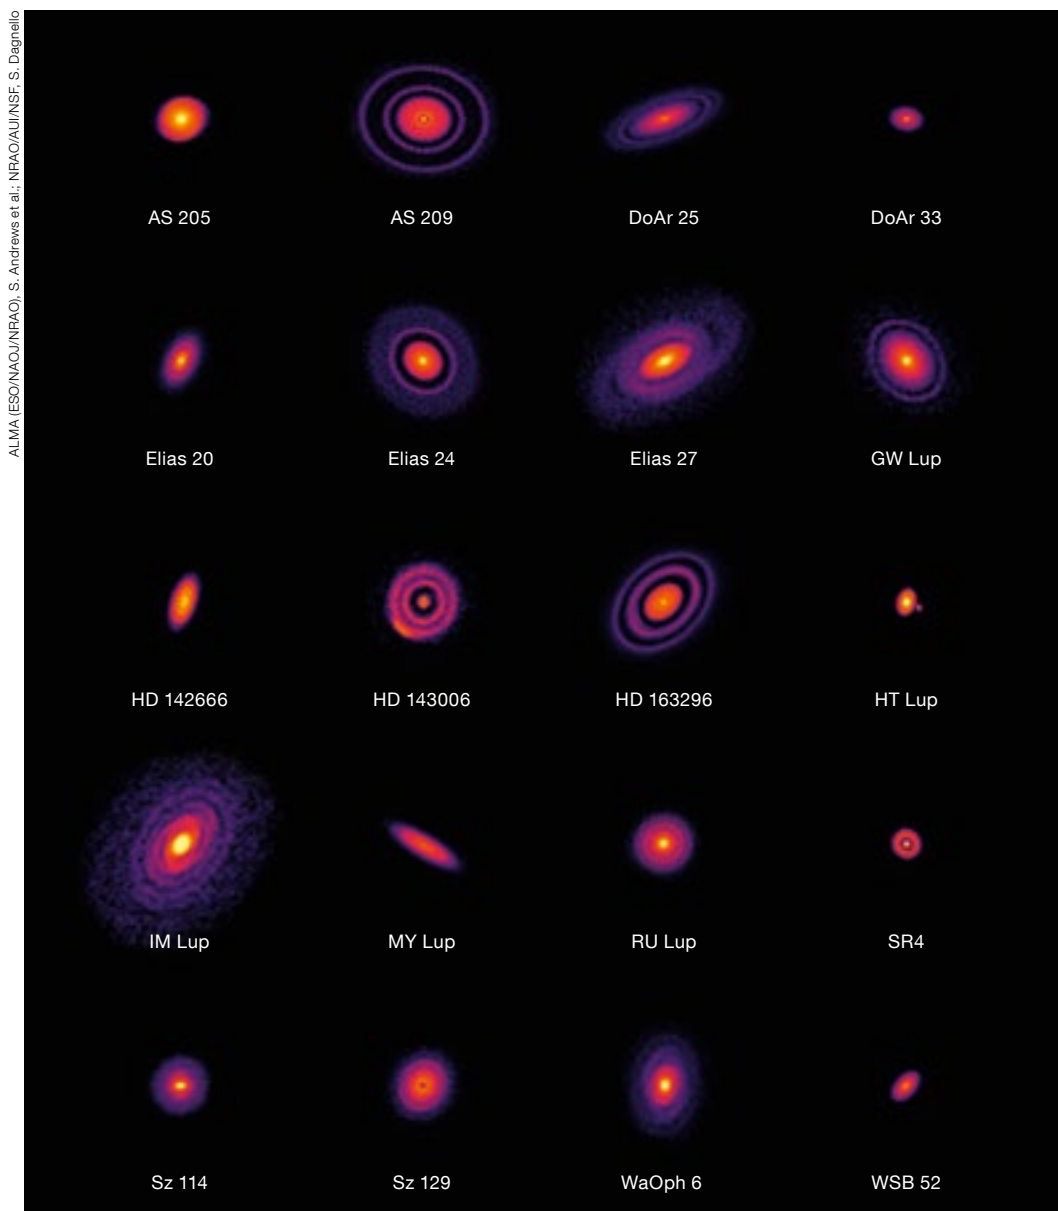 ALMA (ESO/NAOJ/NRAO), S. Andrews et al.; NRAO/AUI/NSF, S. Dagnello
AS 205
AS 209
DoAr 25
DoAr 33
Elias 20
Elias 24
Elias 27
GW Lup
HD 142666
HD 143006
HD 163296
HT Lup
IM Lup
MY Lup
RU Lup
SR4
Sz 114
Sz 129
WaOph 6
WSB 52